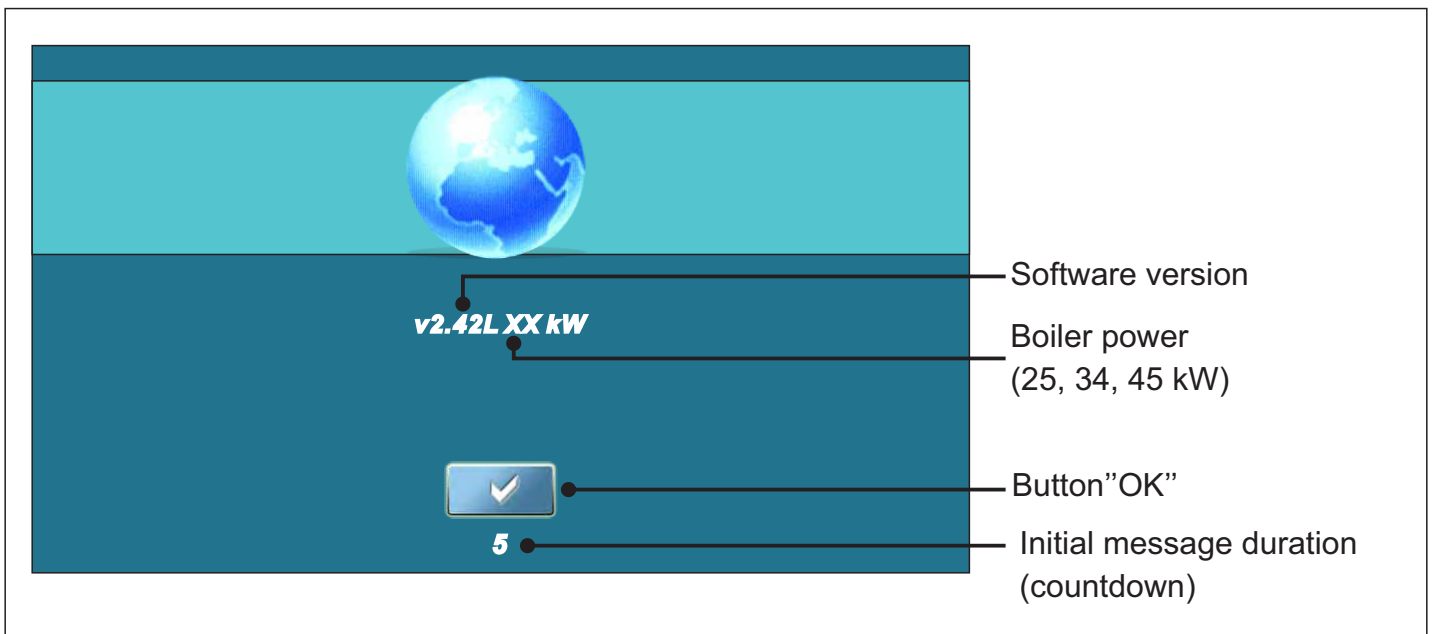 Software version
v2.42L XX kW
Boiler power
(25, 34, 45 kW)
Button’’OK’’
5
Initial message duration
(countdown)